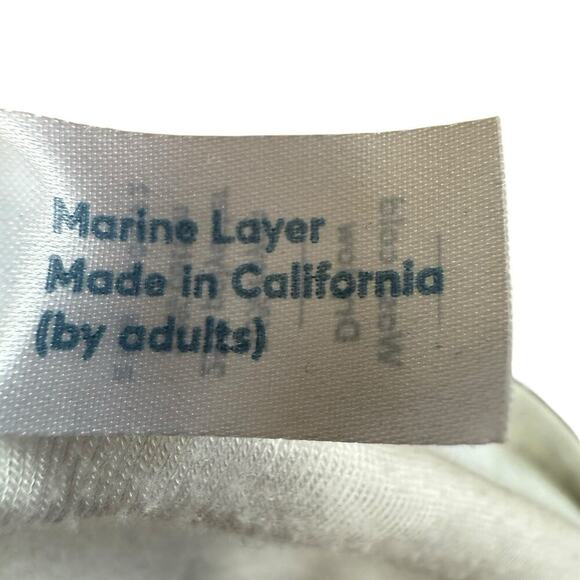 Marine Layer
Made in California
(by adults)